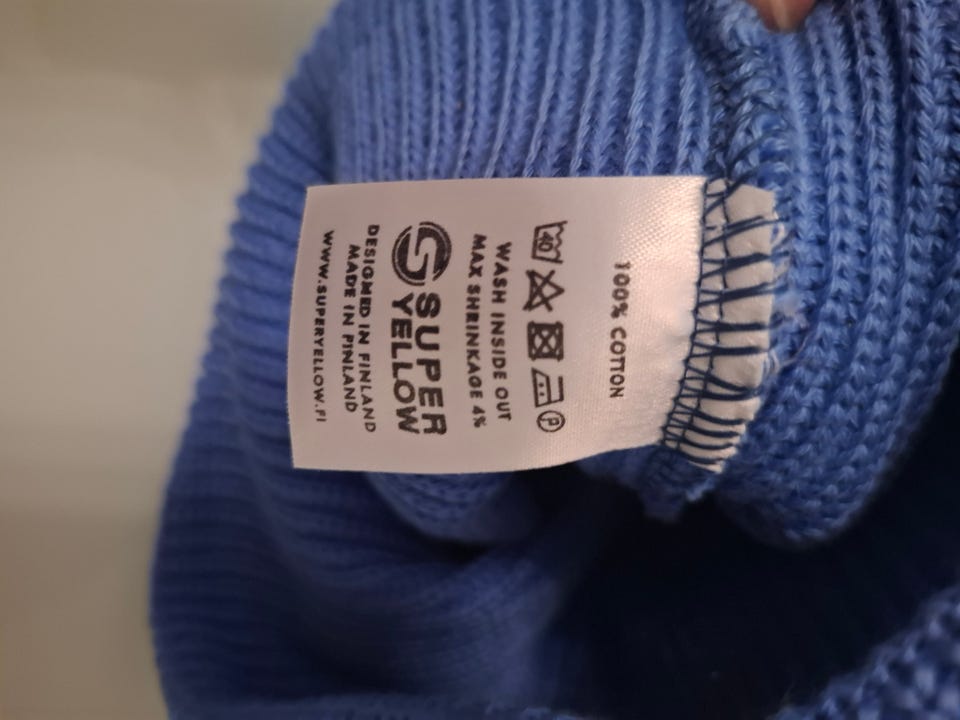 100% COTTON
40 P
WASH INSIDE OUT
MAX SHRINKAGE 4%
SUPER
YELLOW
DESIGNED IN FINLAND
MADE IN FINLAND
WWW.SUPERYELLOW.FI